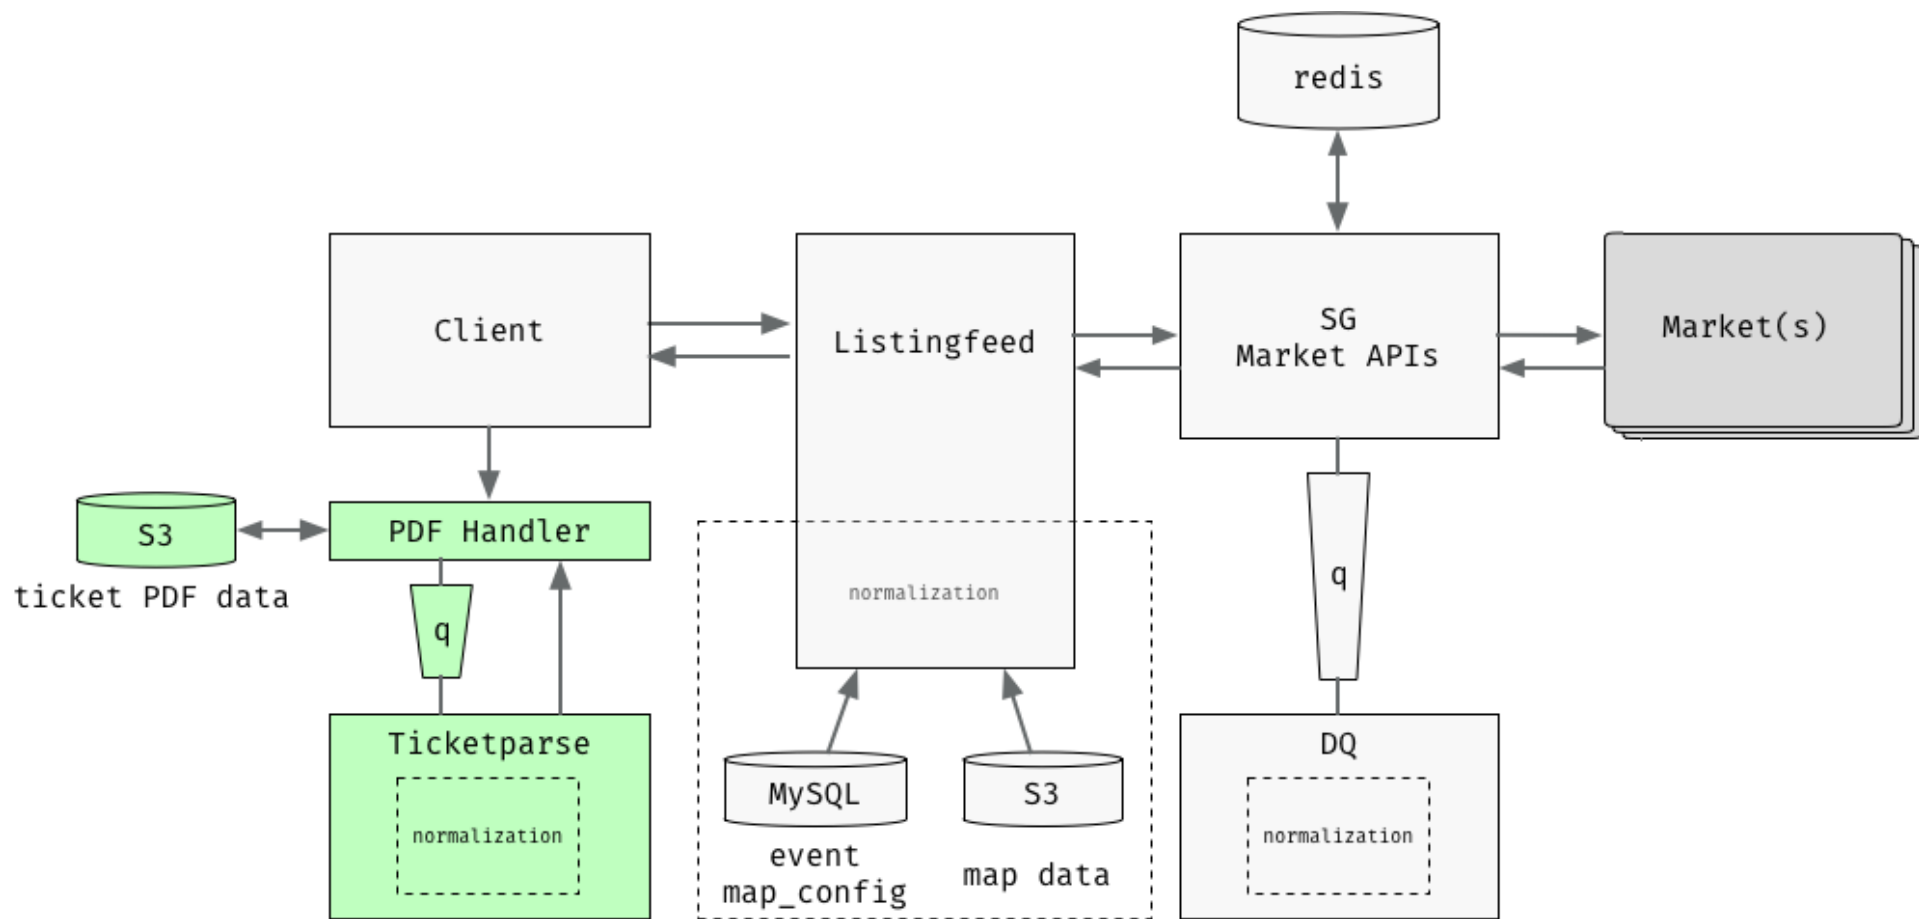 redis
Client
Listingfeed
SG
Market APIs
Market(s)
S3
ticket PDF data
PDF Handler
q
normalization
q
Ticketparse
normalization
MySQL
event
map_config
S3
map data
DQ
normalization